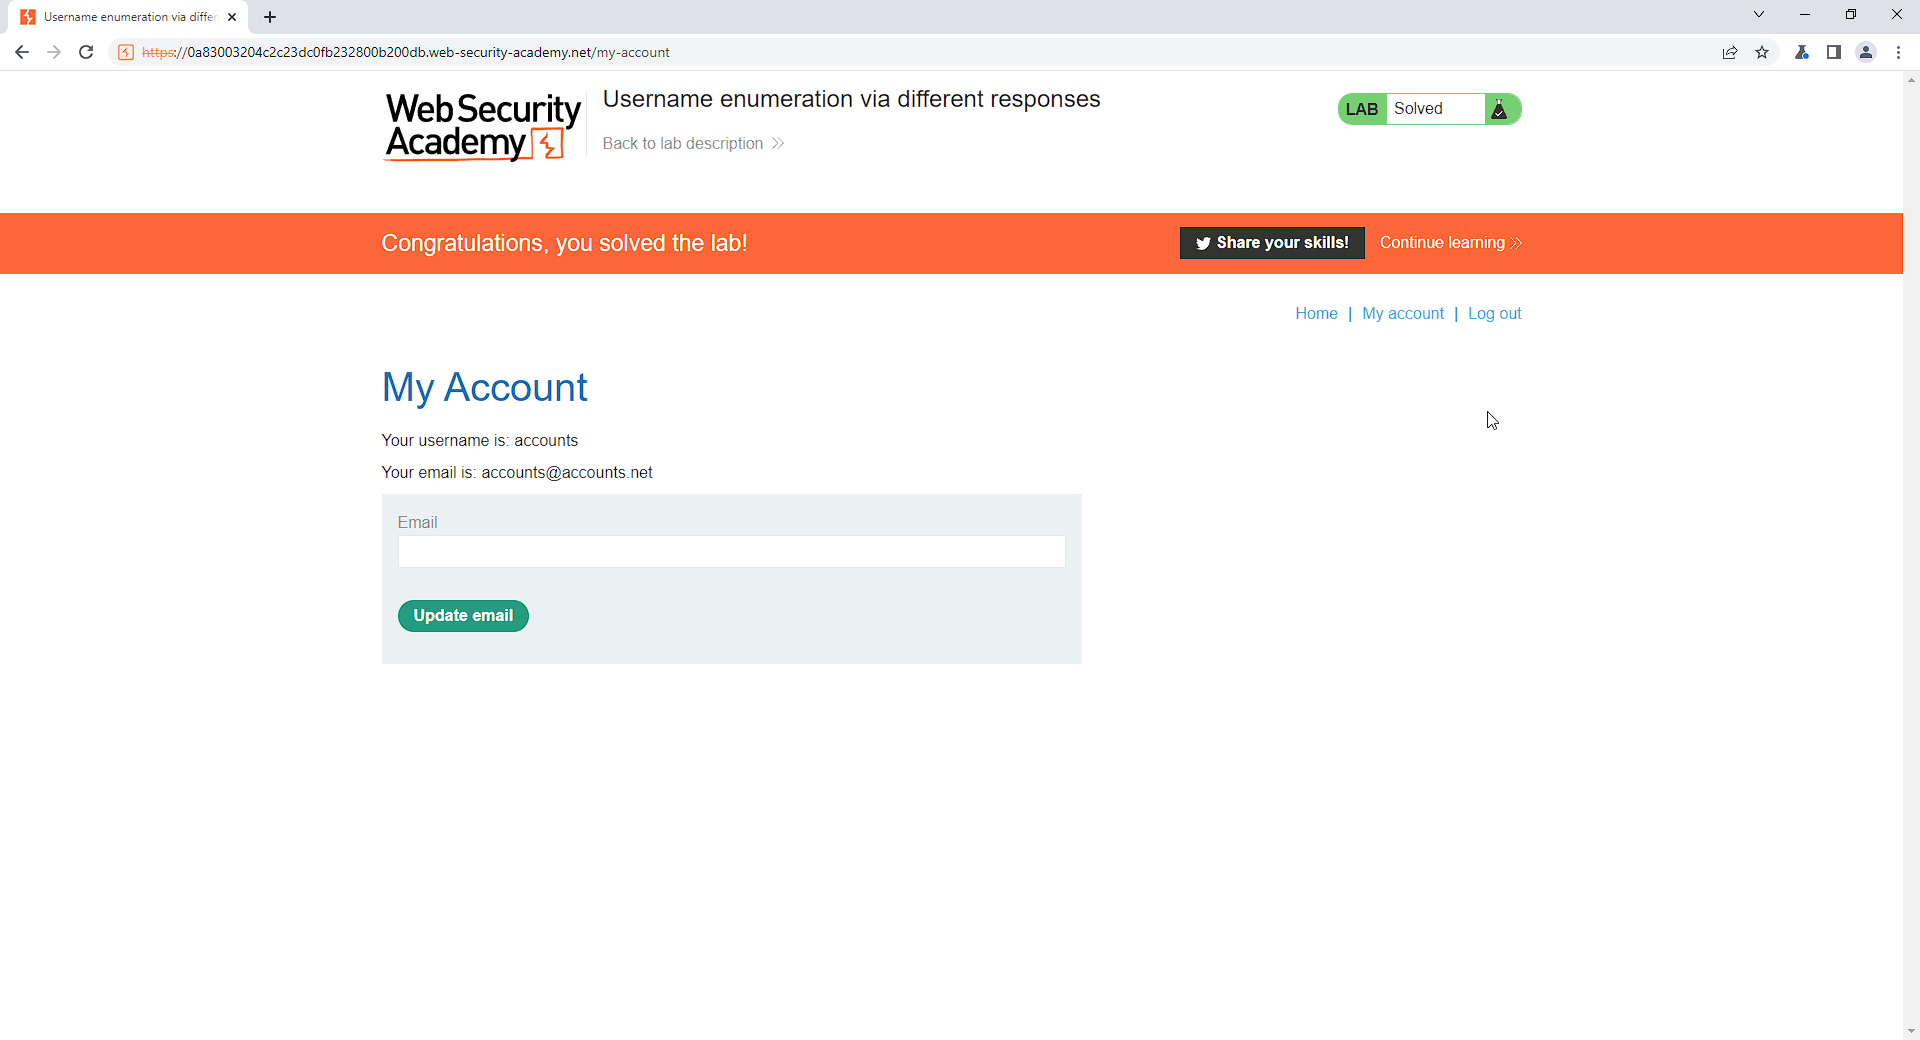 Username enumeration via differ
https://0a83003204c2c23dc0fb232800b200db.web-security-academy.net/my-account
Web Security
Academy
Username enumeration via different responses
Back to lab description
LAB Solved
Congratulations, you solved the lab!
Share your skills!
Continue learning
Home | My account | Log out
My Account
Your username is: accounts
Your email is: accounts@accounts.net
Email
Update email